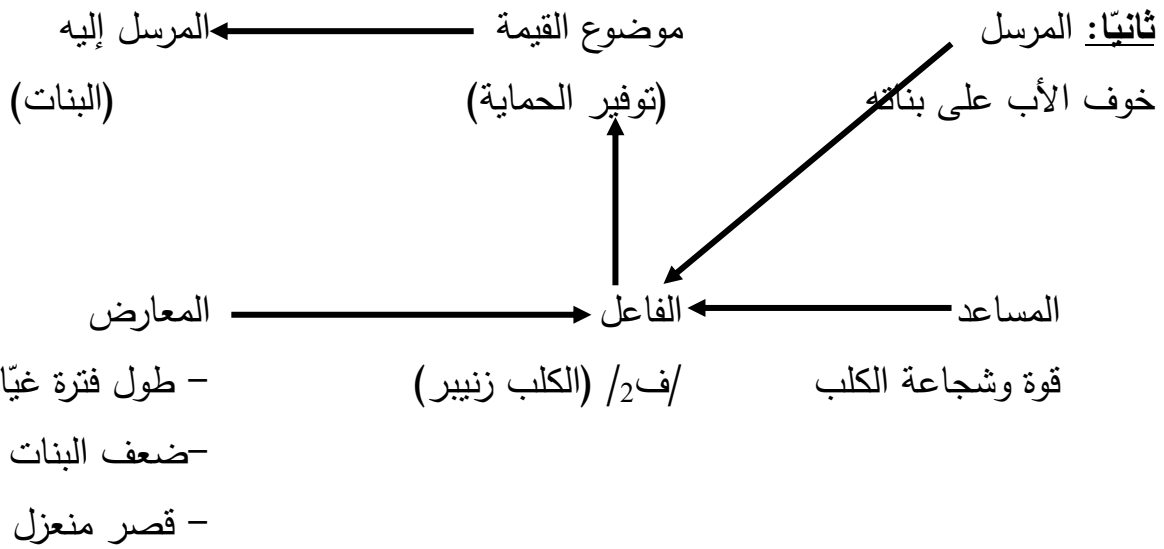 ثانيّا: المرسل موضوع القيمة المرسل إليه
خوف الأب على بناته (توفير الحماية) (البنات)
المساعد الفاعل المعارض
قوة وشجاعة الكلب /ف2/ (الكلب زنيبر) – طول فترة
–ضعف البنات
– قصر منعزل